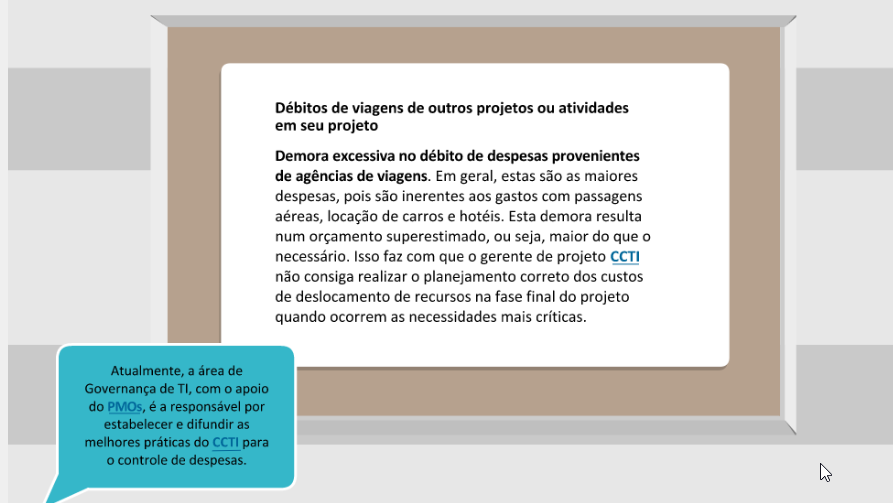 Débitos de viagens de outros projetos ou atividades
em seu projeto
Demora excessiva no débito de despesas provenientes
de agências de viagens. Em geral, estas são as maiores
despesas, pois são inerentes aos gastos com passagens
aéreas, locação de carros e hotéis. Esta demora resulta
num orçamento superestimado, ou seja, maior do que o
necessário. Isso faz com que o gerente de projeto CCTI
não consiga realizar o planejamento correto dos custos
de deslocamento de recursos na fase final do projeto
quando ocorrem as necessidades mais críticas.
Atualmente, a área de
Governança de TI, com o apoio
do PMOs, é a responsável por
estabelecer e difundir as
melhores práticas do CCTI para
o controle de despesas.